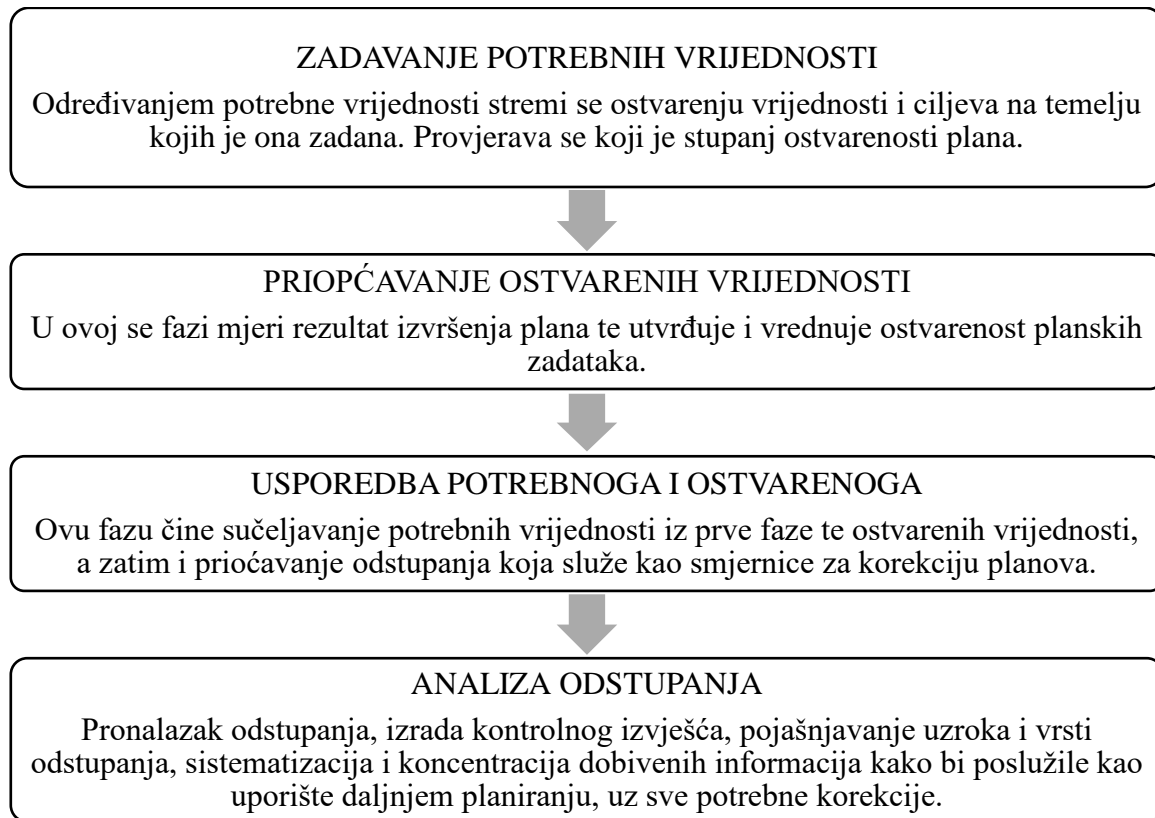 ZADAVANJE POTREBNIH VRIJEDNOSTI
Određivanjem potrebne vrijednosti stremi se ostvarenju vrijednosti i ciljeva na temelju
kojih je ona zadana. Provjerava se koji je stupanj ostvarenosti plana.
PRIOPĆAVANJE OSTVARENIH VRIJEDNOSTI
U ovoj se fazi mjeri rezultat izvršenja plana te utvrđuje i vrednuje ostvarenost planskih
zadataka.
USPOREDBA POTREBNOGA I OSTVARENOGA
Ovu fazu čine sučeljavanje potrebnih vrijednosti iz prve faze te ostvarenih vrijednosti,
a zatim i prioćavanje odstupanja koja služe kao smjernice za korekciju planova.
ANALIZA ODSTUPANJA
Pronalazak odstupanja, izrada kontrolnog izvješća, pojašnjavanje uzroka i vrsti
odstupanja, sistematizacija i koncentracija dobivenih informacija kako bi poslužile kao
uporište daljnjem planiranju, uz sve potrebne korekcije.